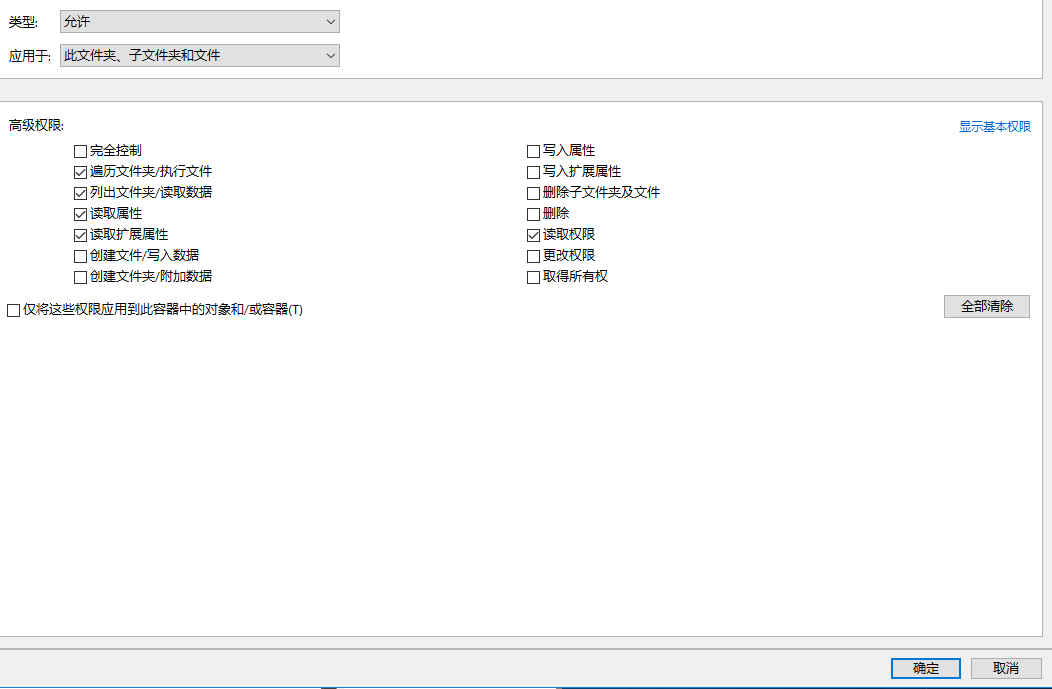 类型: 允许
应用于: 此文件夹、子文件夹和文件
高级权限:
显示基本权限
完全控制
遍历文件夹/执行文件
列出文件夹/读取数据
读取属性
读取扩展属性
创建文件/写入数据
创建文件夹/附加数据
写入属性
写入扩展属性
删除子文件夹及文件
删除
读取权限
更改权限
取得所有权
仅将这些权限应用到此容器中的对象和/或容器(T)
全部清除
确定
取消